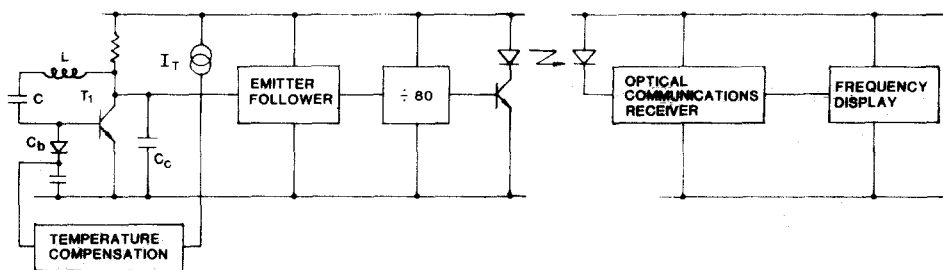 L
C
T1
Cb
Cc
IT
EMITTER
FOLLOWER
÷ 80
OPTICAL
COMMUNICATIONS
RECEIVER
FREQUENCY
DISPLAY
TEMPERATURE
COMPENSATION